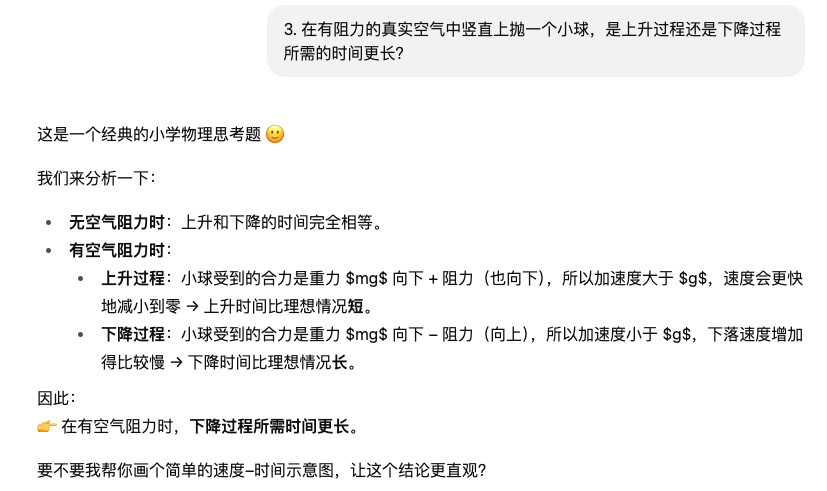 3. 在有阻力的真实空气中竖直上抛一个小球，是上升过程还是下降过程
所需的时间更长?
这是一个经典的小学物理思考题 🙂
我们来分析一下：
• 无空气阻力时：上升和下降的时间完全相等。
• 有空气阻力时：
• 上升过程：小球受到的合力是重力 $mg$ 向下 + 阻力（也向下），所以加速度大于 $g$，速度会更快
地减小到零 → 上升时间比理想情况短。
• 下降过程：小球受到的合力是重力 $mg$ 向下 – 阻力（向上），所以加速度小于 $g$，下落速度增加
得比较慢 → 下降时间比理想情况长。
因此：
👉 在有空气阻力时，下降过程所需时间更长。
要不要我帮你画个简单的速度–时间示意图，让这个结论更直观?